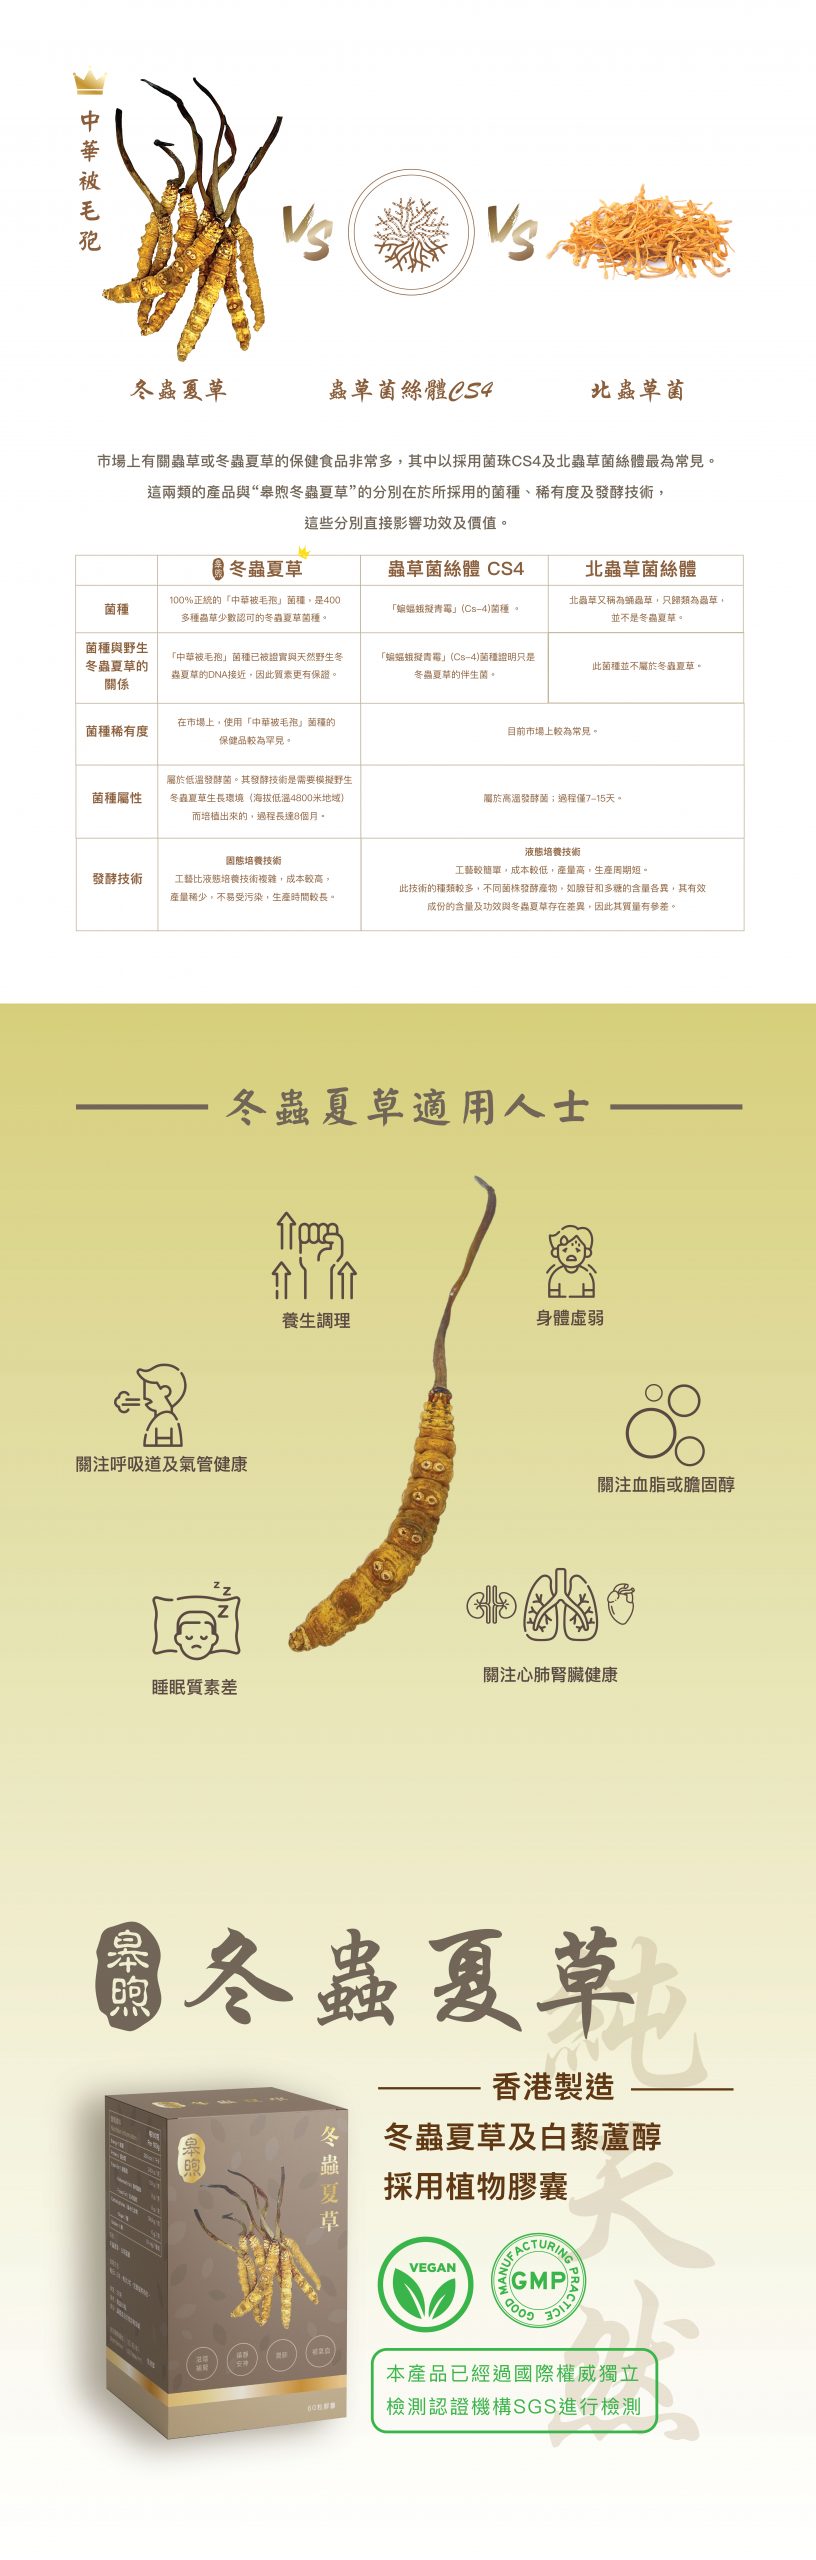 中華被毛孢
VS
VS
冬蟲夏草
蟲草菌絲體CS4
北蟲草菌
市場上有關蟲草或冬蟲夏草的保健食品非常多，其中以採用菌珠CS4及北蟲草菌絲體最為常見。
這兩類的產品與“皋煦冬蟲夏草”的分別在於所採用的菌種、稀有度及發酵技術，
這些分別直接影響功效及價值。
皋煦 冬蟲夏草
蟲草菌絲體 CS4
北蟲草菌絲體
菌種
100%正統的「中華被毛孢」菌種，是400
多種蟲草少數認可的冬蟲夏草菌種。
「蝙蝠蛾擬青霉」(Cs-4)菌種 。
北蟲草又稱為蛹蟲草，只歸類為蟲草，
並不是冬蟲夏草。
菌種與野生
冬蟲夏草的
關係
「中華被毛孢」菌種已被證實與天然野生冬
蟲夏草的DNA接近，因此質素更有保證。
「蝙蝠蛾擬青霉」(Cs-4)菌種證明只是
冬蟲夏草的伴生菌。
此菌種並不屬於冬蟲夏草。
菌種稀有度
在市場上，使用「中華被毛孢」菌種的
保健品較為罕見。
目前市場上較為常見。
菌種屬性
屬於低溫發酵菌。其發酵技術是需要模擬野生
冬蟲夏草生長環境（海拔低溫4800米地域）
而培植出來的，過程長達8個月。
屬於高溫發酵菌；過程僅7-15天。
發酵技術
固態培養技術
工藝比液態培養技術複雜，成本較高，
產量稀少，不易受污染，生產時間較長。
液態培養技術
工藝較簡單，成本較低，產量高，生產周期短。
此技術的種類較多，不同菌株發酵產物，如腺苷和多糖的含量各異，其有效
成份的含量及功效與冬蟲夏草存在差異，因此其質量有參差。
冬蟲夏草適用人士
養生調理
身體虛弱
關注呼吸道及氣管健康
關注血脂或膽固醇
睡眠質素差
關注心肺腎臟健康
皋煦 冬蟲夏草
純天然
香港製造
冬蟲夏草及白藜蘆醇
採用植物膠囊
VEGAN
GOOD MANUFACTURING PRACTICE
GMP
本產品已經過國際權威獨立
檢測認證機構SGS進行檢測
皋煦
冬蟲夏草
60粒膠囊